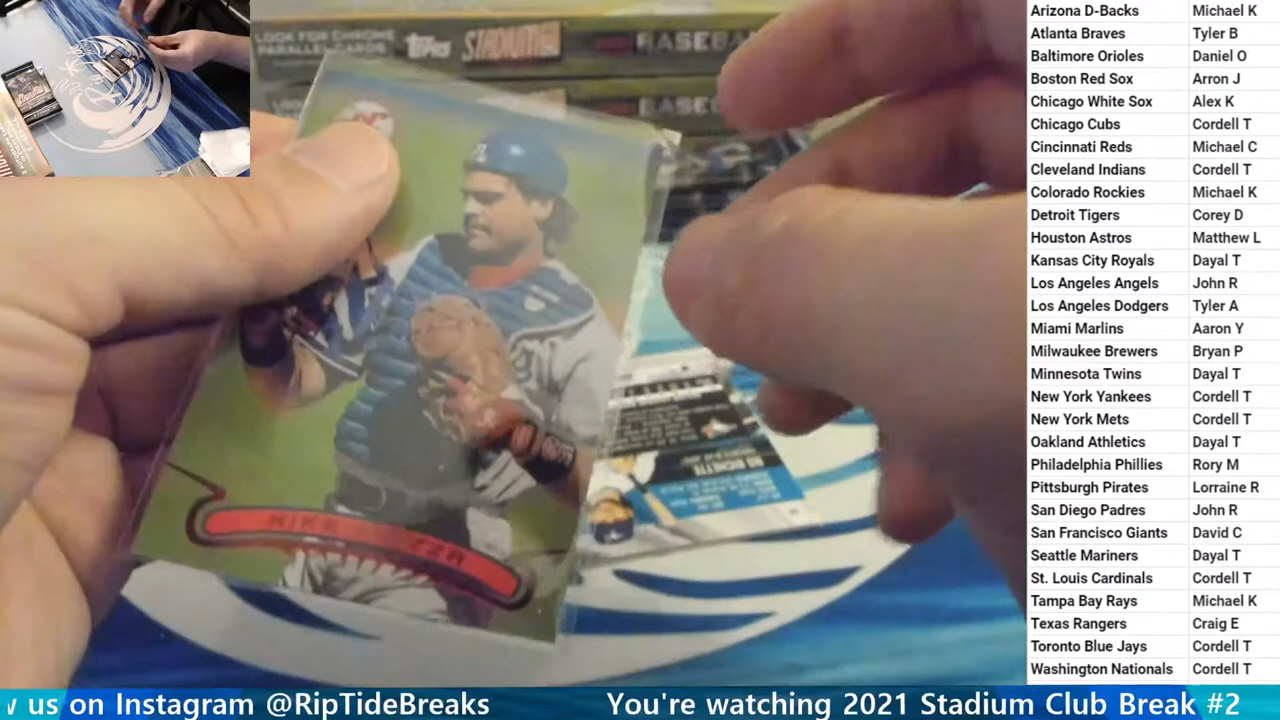 LOOK FOR CHROME
PARALLEL CARDS
Topps STADIUM
BASEBA
BASE
MIKE
ZZA
BO BICHETTE
Arizona D-Backs Michael K
Atlanta Braves Tyler B
Baltimore Orioles Daniel O
Boston Red Sox Arron J
Chicago White Sox Alex K
Chicago Cubs Cordell T
Cincinnati Reds Michael C
Cleveland Indians Cordell T
Colorado Rockies Michael K
Detroit Tigers Corey D
Houston Astros Matthew L
Kansas City Royals Dayal T
Los Angeles Angels John R
Los Angeles Dodgers Tyler A
Miami Marlins Aaron Y
Milwaukee Brewers Bryan P
Minnesota Twins Dayal T
New York Yankees Cordell T
New York Mets Cordell T
Oakland Athletics Dayal T
Philadelphia Phillies Rory M
Pittsburgh Pirates Lorraine R
San Diego Padres John R
San Francisco Giants David C
Seattle Mariners Dayal T
St. Louis Cardinals Cordell T
Tampa Bay Rays Michael K
Texas Rangers Craig E
Toronto Blue Jays Cordell T
Washington Nationals Cordell T
w us on Instagram @RipTideBreaks You're watching 2021 Stadium Club Break #2